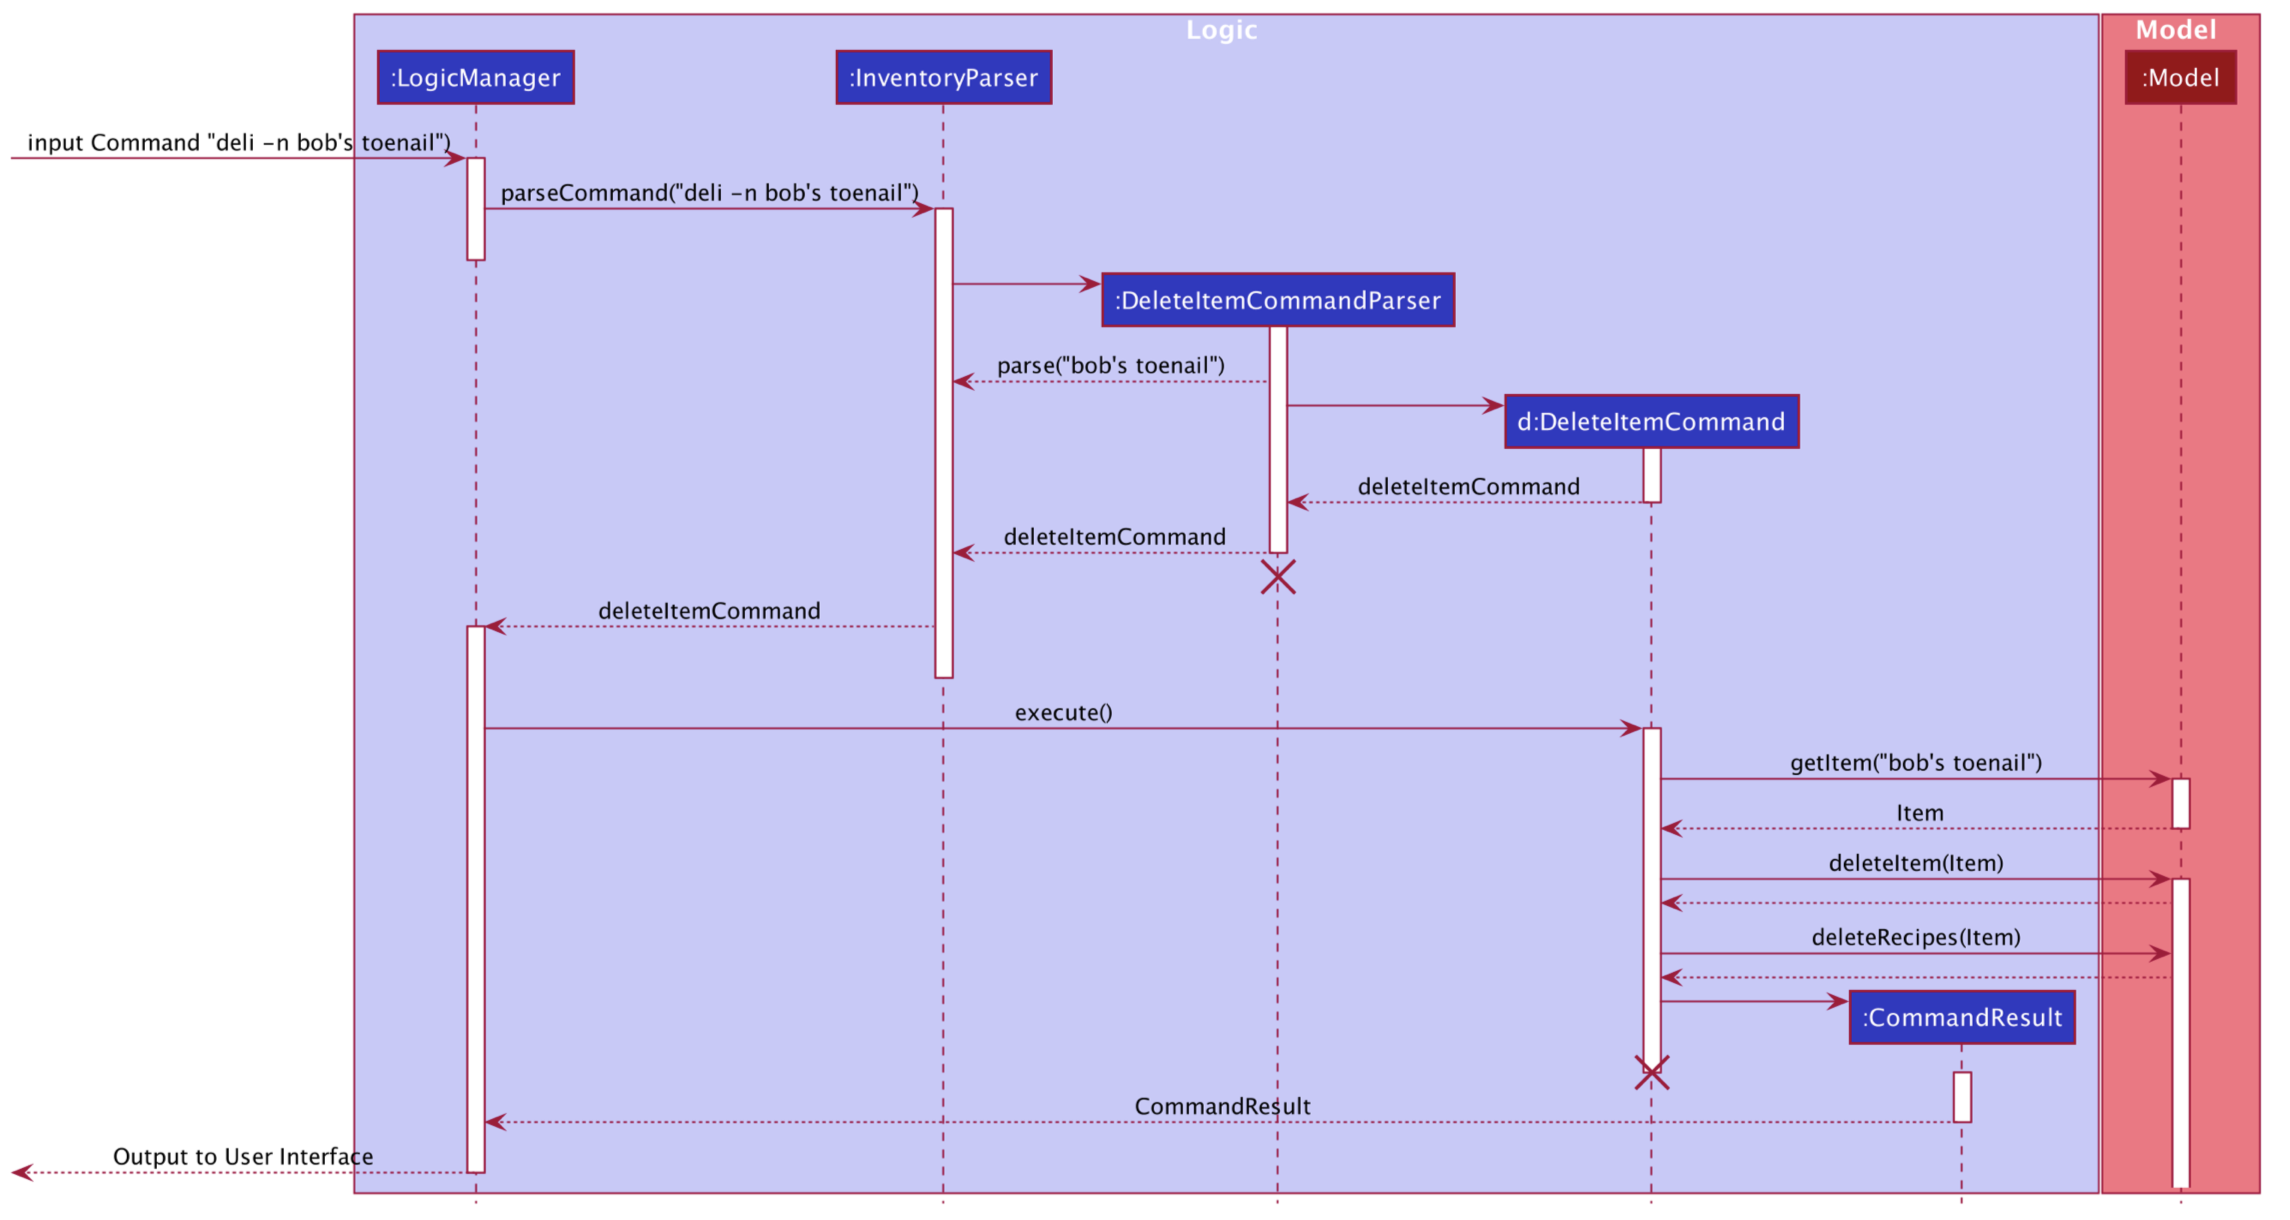 Logic
Model
:LogicManager
:InventoryParser
:Model
input Command "deli -n bob's toenail")
parseCommand("deli -n bob's toenail")
:DeleteItemCommandParser
parse("bob's toenail")
d:DeleteItemCommand
deleteItemCommand
deleteItemCommand
deleteItemCommand
execute()
getItem("bob's toenail")
Item
deleteItem(Item)
deleteRecipes(Item)
:CommandResult
CommandResult
Output to User Interface